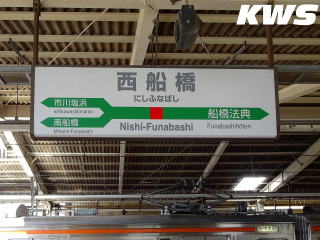 KWS
西船橋
にしふなばし
市川塩浜
Ichikawashiohama
南船橋
Minami-Funabashi
Nishi-Funabashi
船橋法典
Funabashihōten